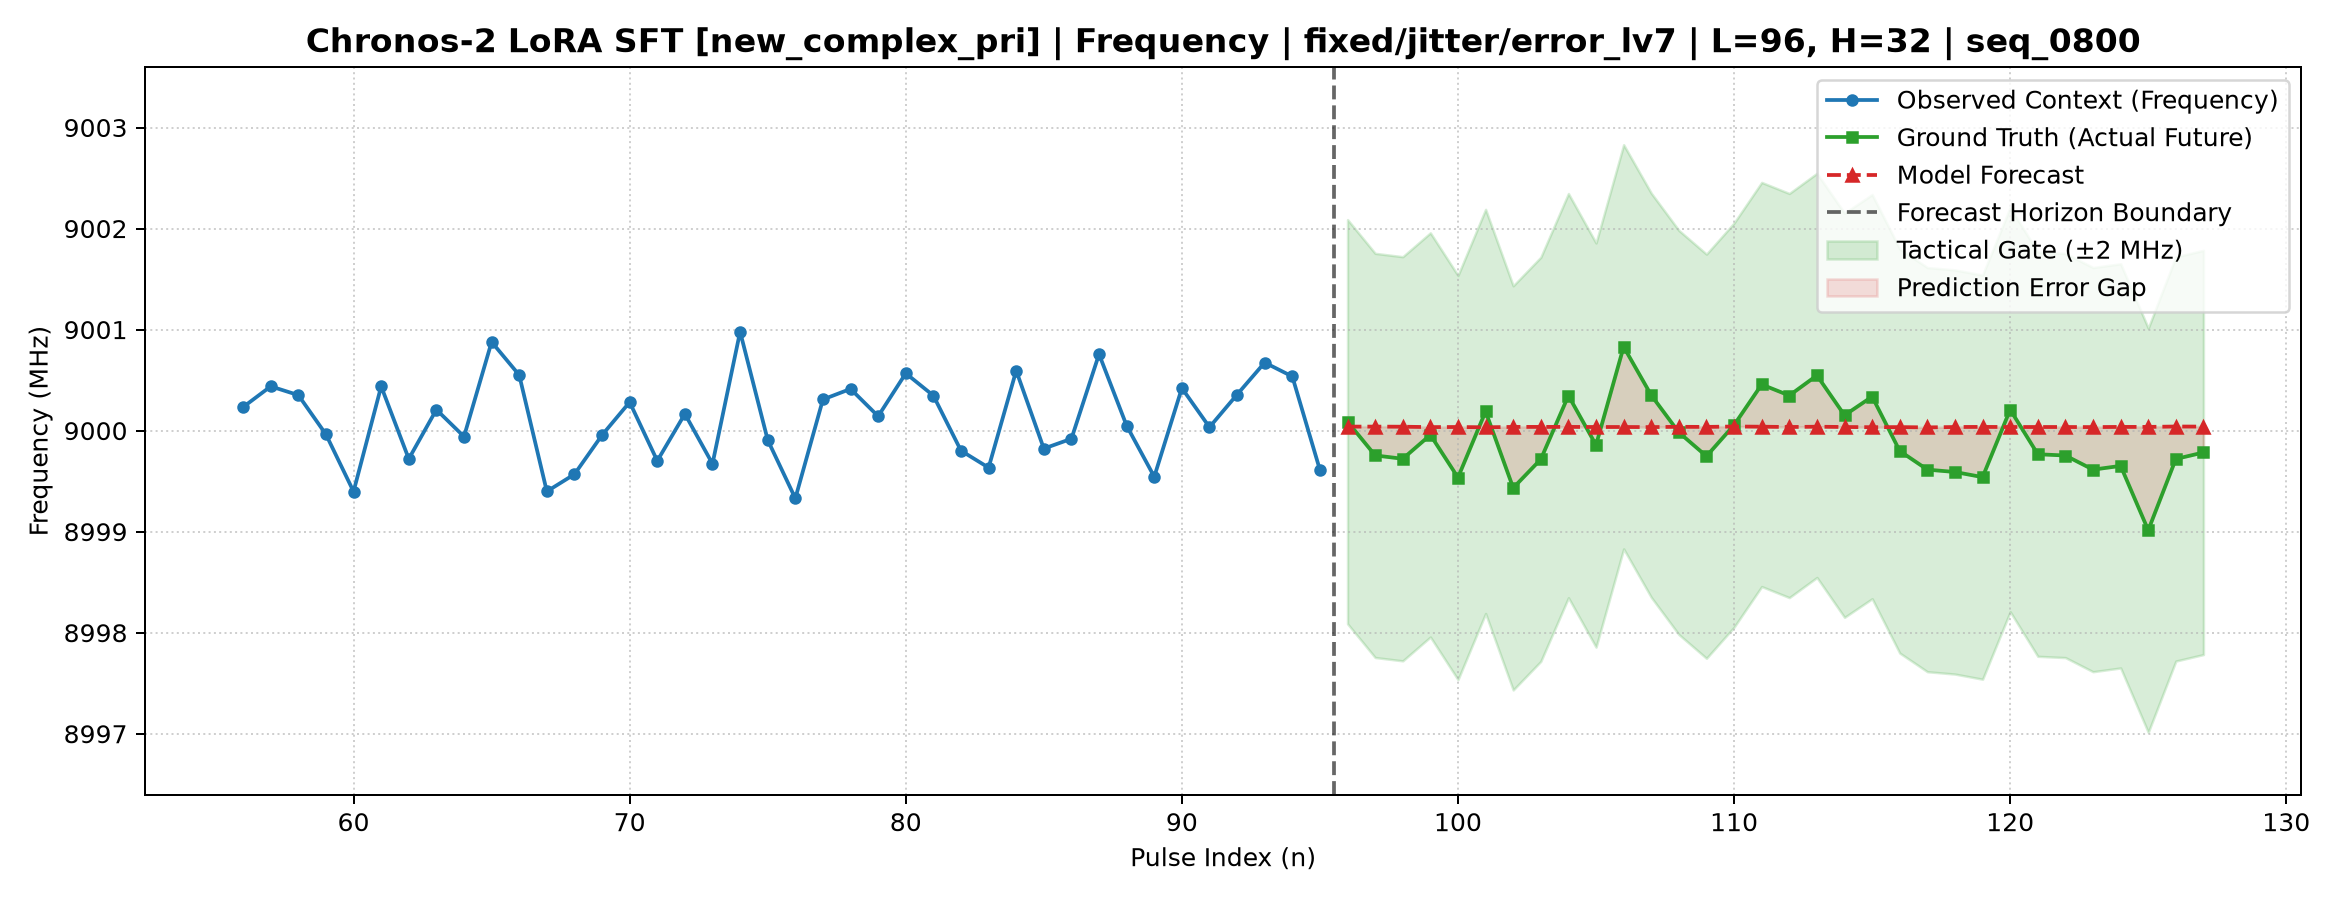 Chronos-2 LoRA SFT [new_complex_pri] | Frequency | fixed/jitter/error_lv7 | L=96, H=32 | seq_0800
Observed Context (Frequency)
Ground Truth (Actual Future)
Model Forecast
Forecast Horizon Boundary
Tactical Gate (±2 MHz)
Prediction Error Gap
Frequency (MHz)
9003
9002
9001
9000
8999
8998
8997
60 70 80 90 100 110 120 130
Pulse Index (n)